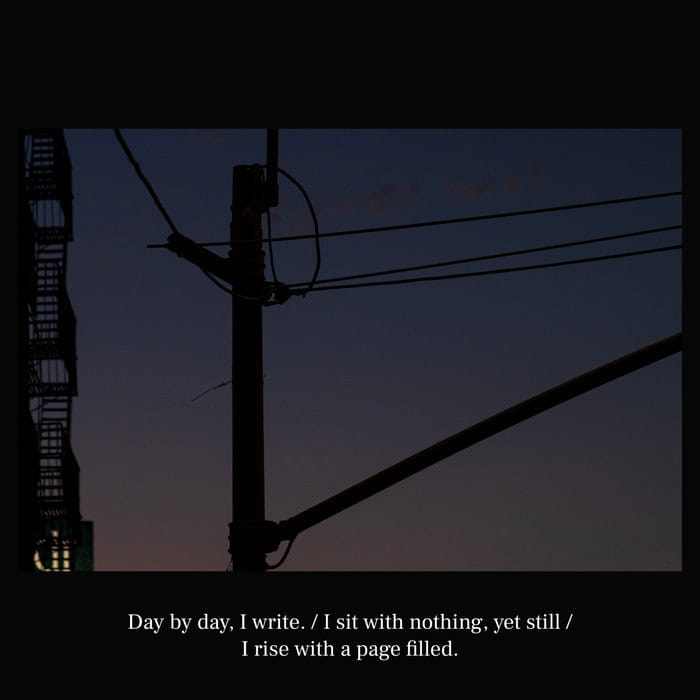 Day by day, I write. / I sit with nothing, yet still /
I rise with a page filled.